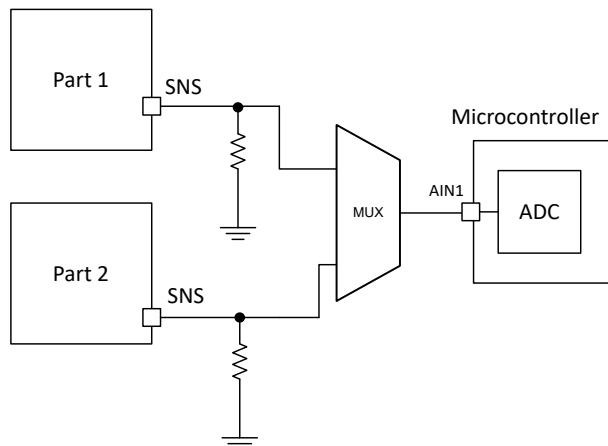 Part 1
SNS
Microcontroller
MUX
AIN1
ADC
Part 2
SNS